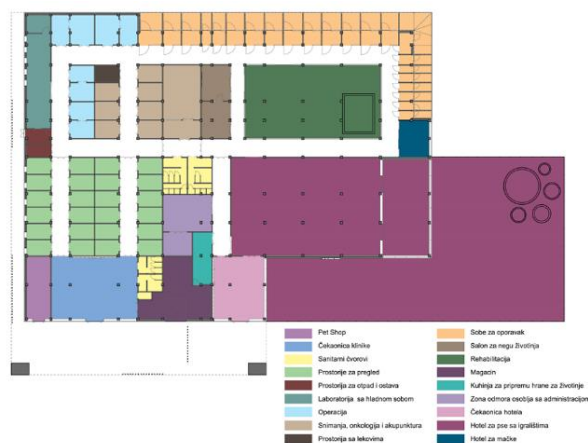 Pet Shop
Čekaonica klinike
Sanitarni čvorovi
Prostorije za pregled
Prostorija za otpad i ostava
Laboratorija sa hladnom sobom
Operacija
Snimanja, onkologija i akupunktura
Prostorija sa lekovima
Sobe za oporavak
Salon za negu životinja
Rehabilitacija
Magacin
Kuhinja za pripremu hrane za životinje
Zona odmora osoblja sa administracijom
Čekaonica hotela
Hotel za pse sa igralištima
Hotel za mačke